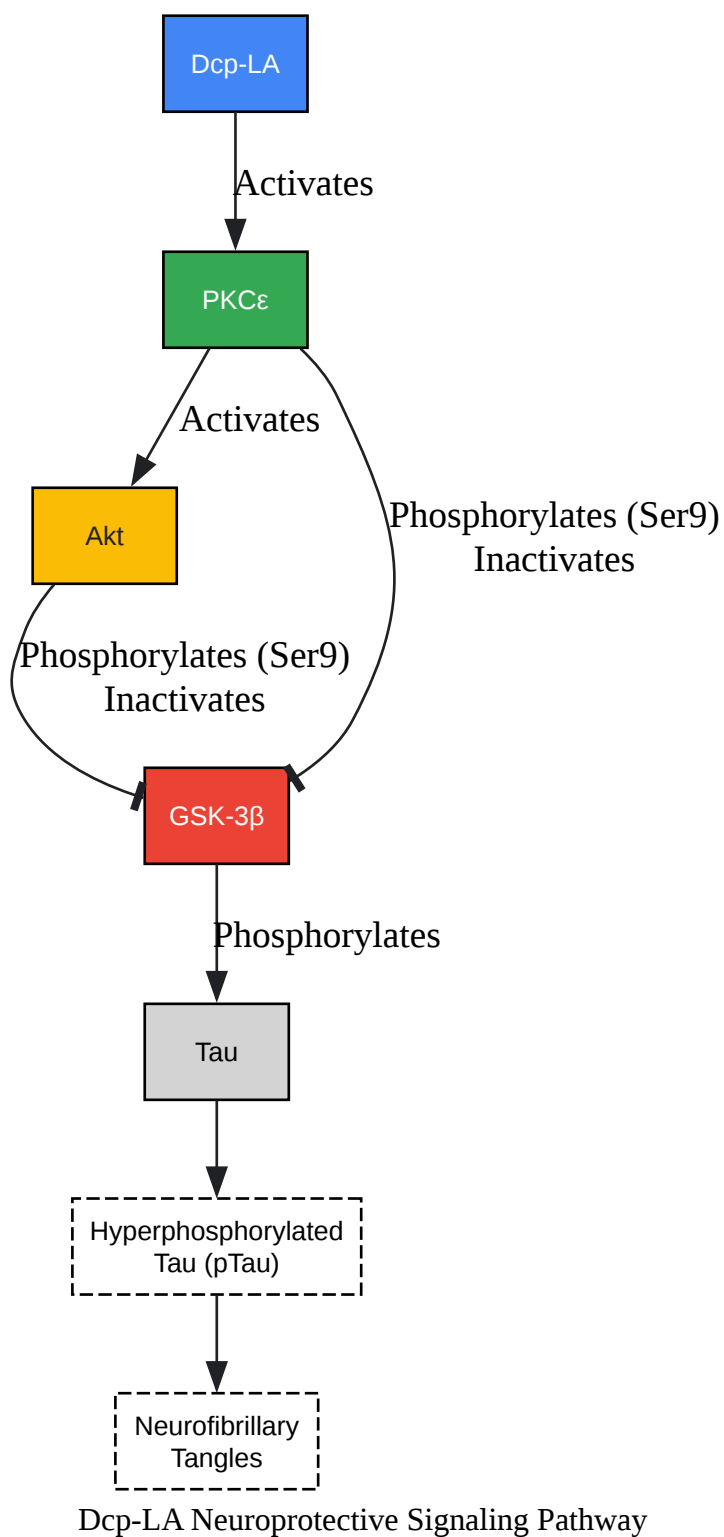 Dcp-LA
Activates
PKCε
Activates
Phosphorylates (Ser9)
Inactivates
Akt
Phosphorylates (Ser9)
Inactivates
GSK-3β
Phosphorylates
Tau
Hyperphosphorylated
Tau (pTau)
Neurofibrillary
Tangles
Dcp-LA Neuroprotective Signaling Pathway